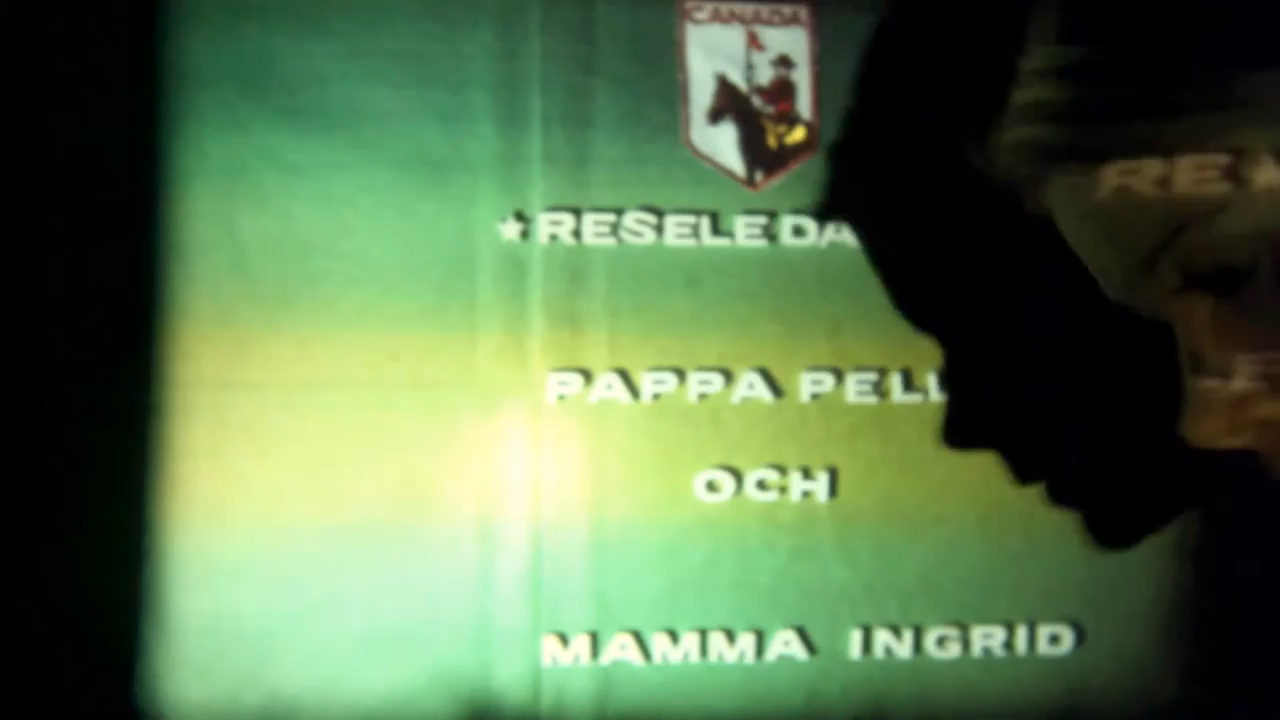 CANADA
RESELEDA
PAPPA PELL
OCH
MAMMA INGRID